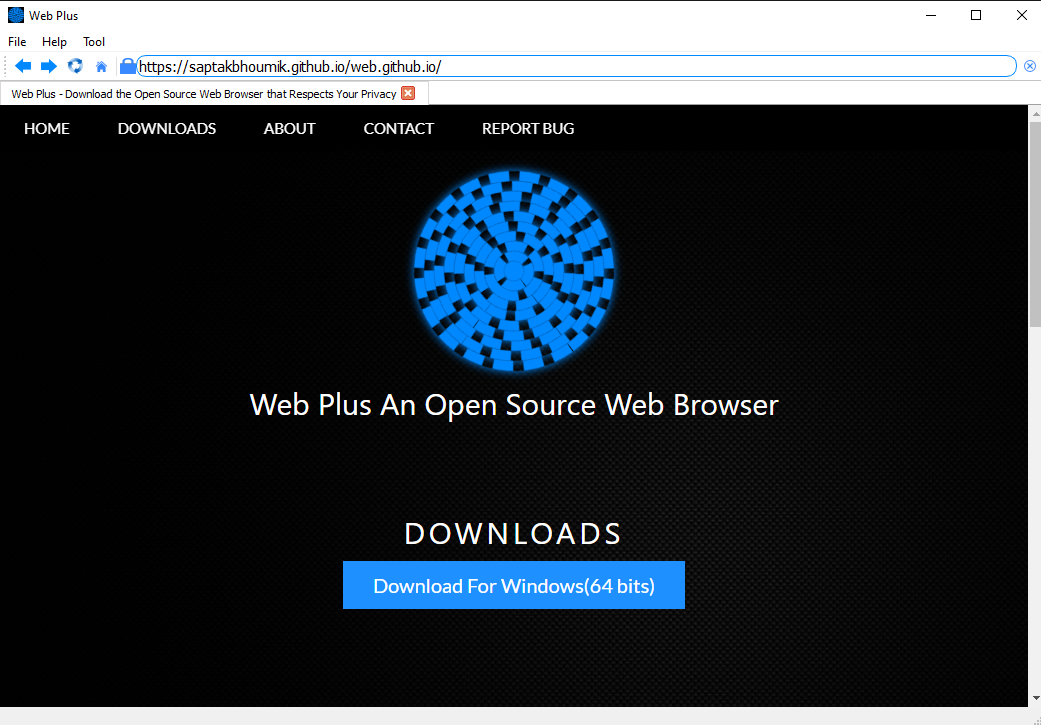 Web Plus
File Help Tool
https://saptakbhoumik.github.io/web.github.io/
Web Plus - Download the Open Source Web Browser that Respects Your Privacy
HOME DOWNLOADS ABOUT CONTACT REPORT BUG
Web Plus An Open Source Web Browser
DOWNLOADS
Download For Windows(64 bits)